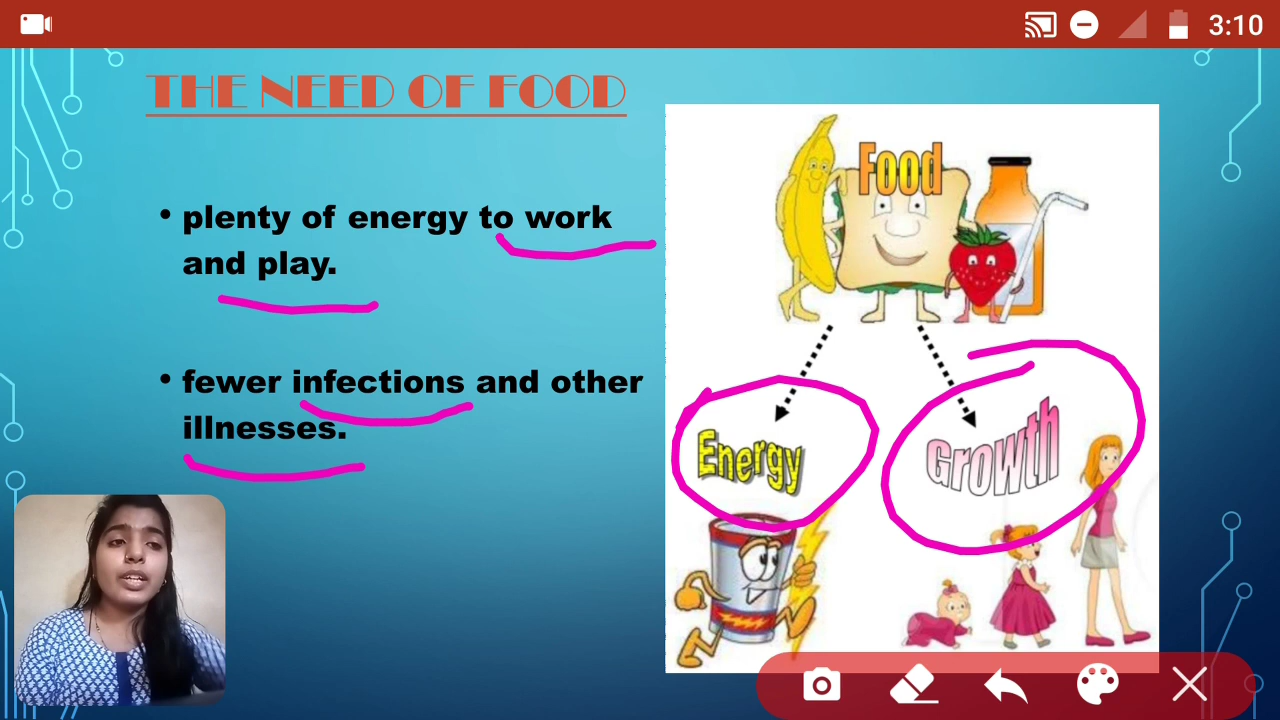 3:10
THE NEED OF FOOD
• plenty of energy to work
and play.
• fewer infections and other
illnesses.
Food
Energy
Growth